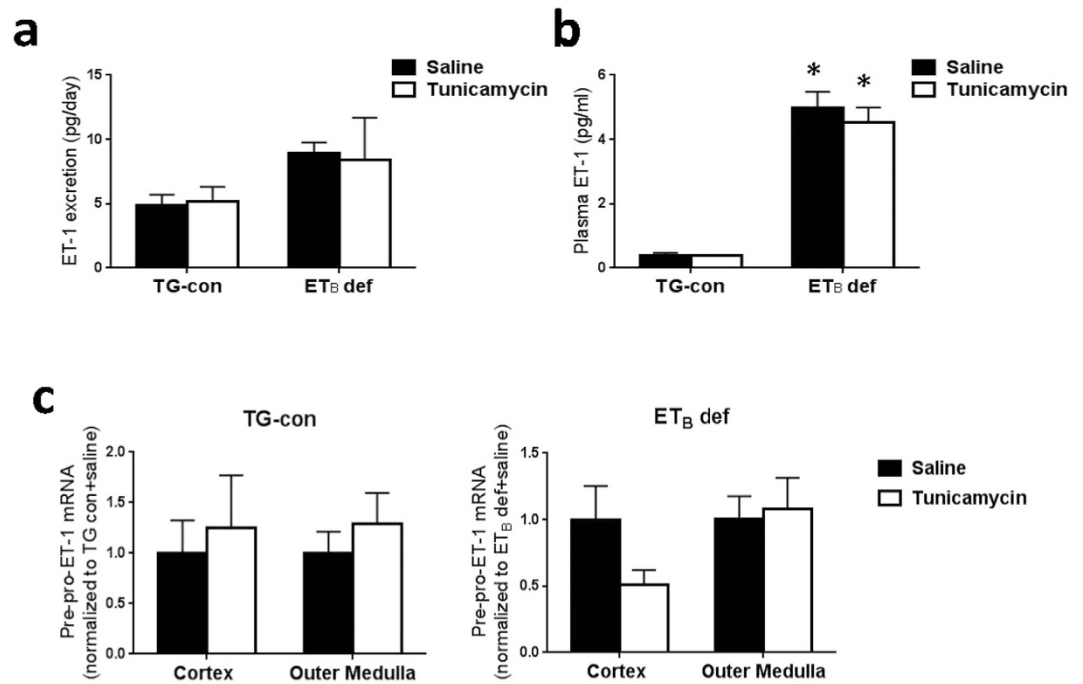 a
Saline
Tunicamycin
ET-1 excretion (pg/day)
15
10
5
0
TG-con
ETB def
b
Saline
Tunicamycin
Plasma ET-1 (pg/ml)
6
4
2
0
*
*
TG-con
ETB def
c
TG-con
Pre-pro-ET-1 mRNA
(normalized to TG con+saline)
2.0
1.5
1.0
0.5
0.0
Cortex
Outer Medulla
ETB def
Pre-pro-ET-1 mRNA
(normalized to ETB def+saline)
1.5
1.0
0.5
0.0
Cortex
Outer Medulla
Saline
Tunicamycin